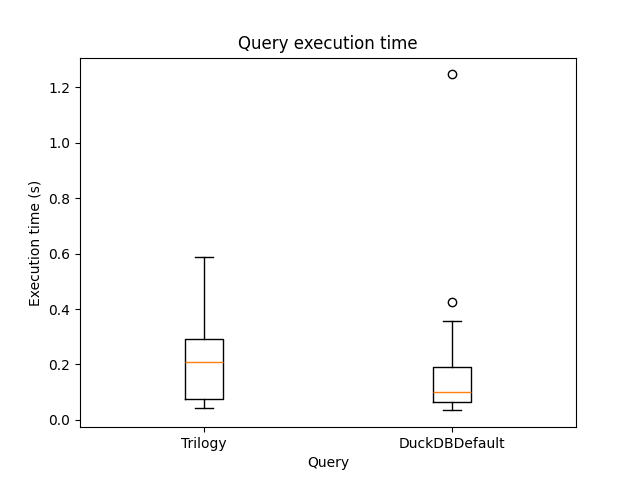 Query execution time
Execution time (s)
1.2
1.0
0.8
0.6
0.4
0.2
0.0
Trilogy
DuckDBDefault
Query